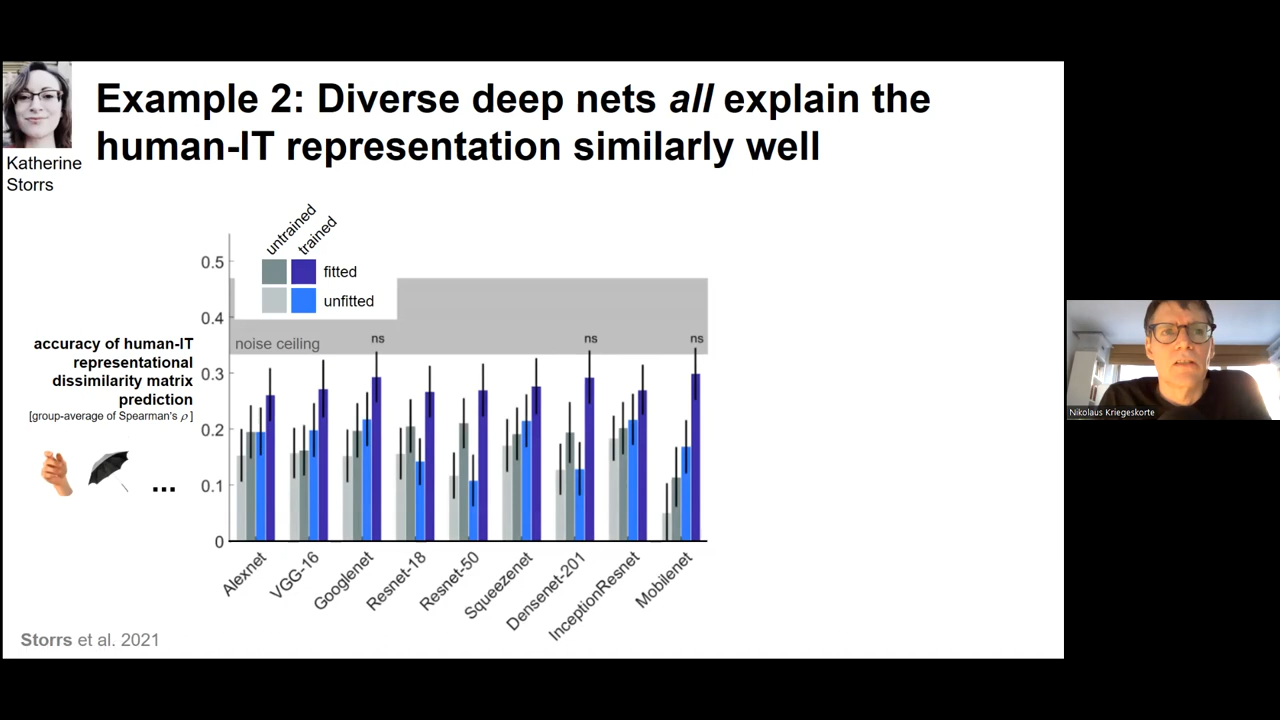 Example 2: Diverse deep nets all explain the
human-IT representation similarly well
Katherine
Storrs
untrained
trained
fitted
unfitted
0.5
0.4
0.3
0.2
0.1
0
noise ceiling
ns
ns
ns
accuracy of human-IT
representational
dissimilarity matrix
prediction
[group-average of Spearman's ρ ]
...
Alexnet
VGG-16
Googlenet
Resnet-18
Resnet-50
Squeezenet
Densenet-201
InceptionResnet
Mobilenet
Storrs et al. 2021
Nikolaus Kriegeskorte